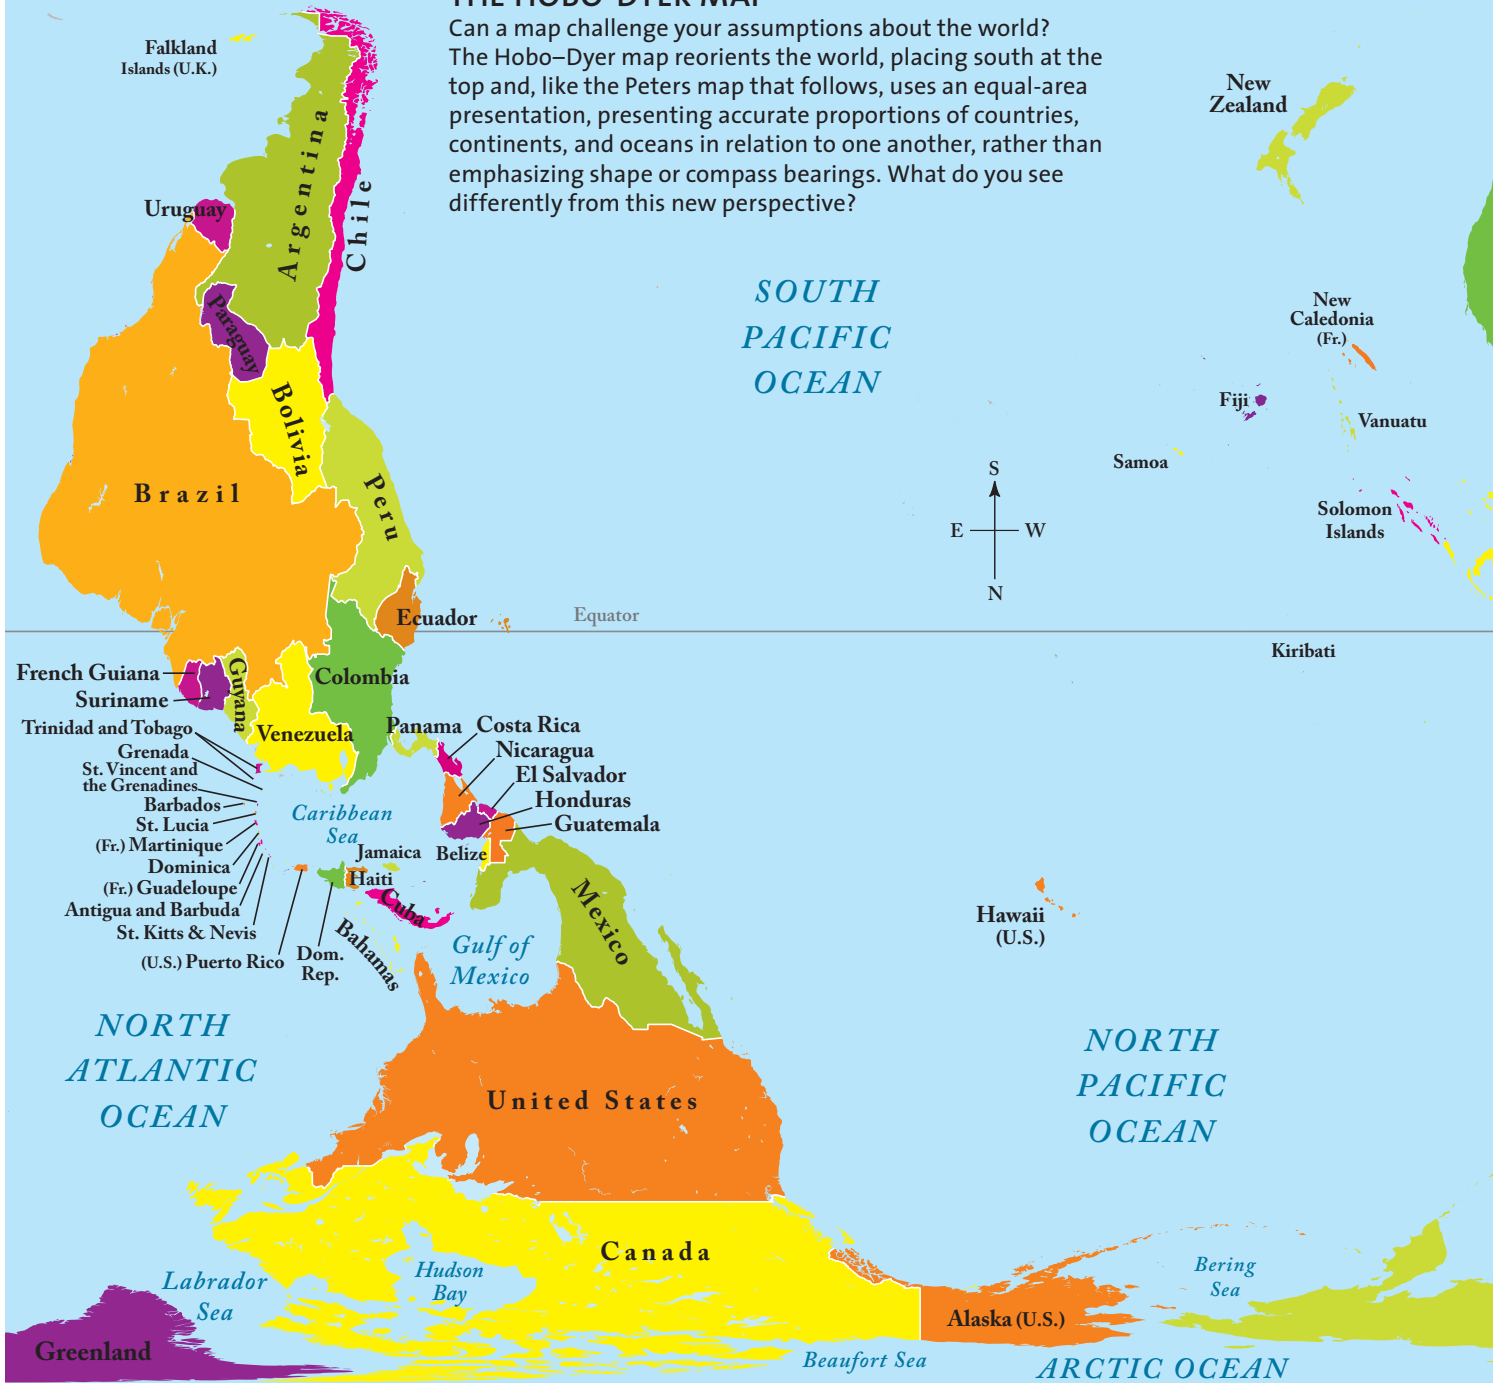 THE HOBO–DYER MAP
Can a map challenge your assumptions about the world?
The Hobo–Dyer map reorients the world, placing south at the
top and, like the Peters map that follows, uses an equal-area
presentation, presenting accurate proportions of countries,
continents, and oceans in relation to one another, rather than
emphasizing shape or compass bearings. What do you see
differently from this new perspective?
Falkland
Islands (U.K.)
New
Zealand
Argentina
Chile
Uruguay
Paraguay
SOUTH
PACIFIC
OCEAN
New
Caledonia
(Fr.)
Bolivia
Fiji
Vanuatu
Samoa
Brazil
Peru
S
E
W
N
Solomon
Islands
Ecuador
Equator
Kiribati
French Guiana
Suriname
Guyana
Colombia
Trinidad and Tobago
Venezuela
Panama
Costa Rica
Grenada
Nicaragua
St. Vincent and
the Grenadines
El Salvador
Barbados
Honduras
St. Lucia
Caribbean
Sea
Guatemala
(Fr.) Martinique
Jamaica
Belize
Dominica
Haiti
(Fr.) Guadeloupe
Cuba
Mexico
Antigua and Barbuda
St. Kitts & Nevis
Bahamas
Hawaii
(U.S.)
(U.S.) Puerto Rico
Dom.
Rep.
Gulf of
Mexico
NORTH
ATLANTIC
OCEAN
NORTH
PACIFIC
OCEAN
United States
Canada
Labrador
Sea
Hudson
Bay
Bering
Sea
Alaska (U.S.)
Greenland
Beaufort Sea
ARCTIC OCEAN